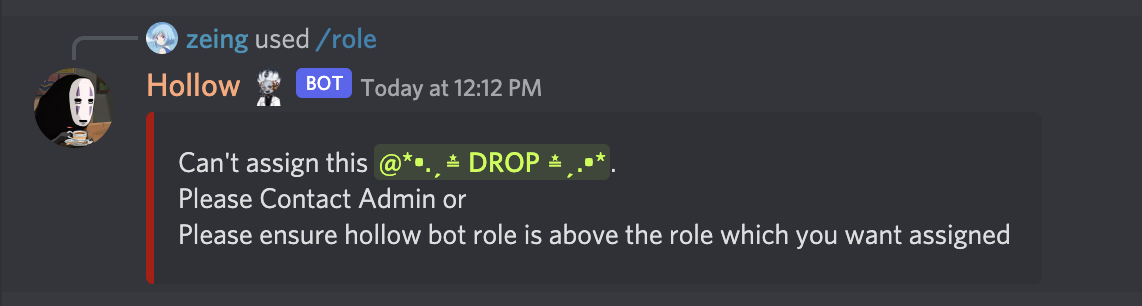 zeing used /role
Hollow BOT Today at 12:12 PM
Can't assign this @*•.¸ ≛ DROP ≛ ¸.•*.
Please Contact Admin or
Please ensure hollow bot role is above the role which you want assigned